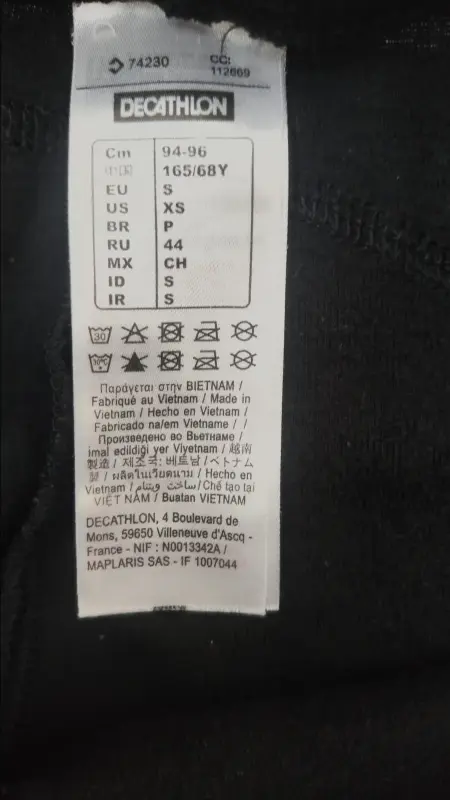 74230 CC:
112669
DECATHLON
Cm 94-96
中国 165/68Y
EU S
US XS
BR P
RU 44
MX CH
ID S
IR S
30
30°C
Παράγεται στην ΒΙΕΤΝΑΜ /
Fabriqué au Vietnam / Made in
Vietnam / Hecho en Vietnam /
Fabricado na/em Vietname / /
Произведено во Вьетнаме /
imal edildiği yer Vlyetnam / 越南
製造 / 제조국: 베트남 / ベトナム
製 / ผลิตในเวียดนาม / Hecho en
Vietnam / ساخت ويتنام / Chế tạo tại
VIỆT NAM / Buatan VIETNAM
DECATHLON, 4 Boulevard de
Mons, 59650 Villeneuve d'Ascq -
France - NIF : N0013342A /
MAPLARIS SAS - IF 1007044